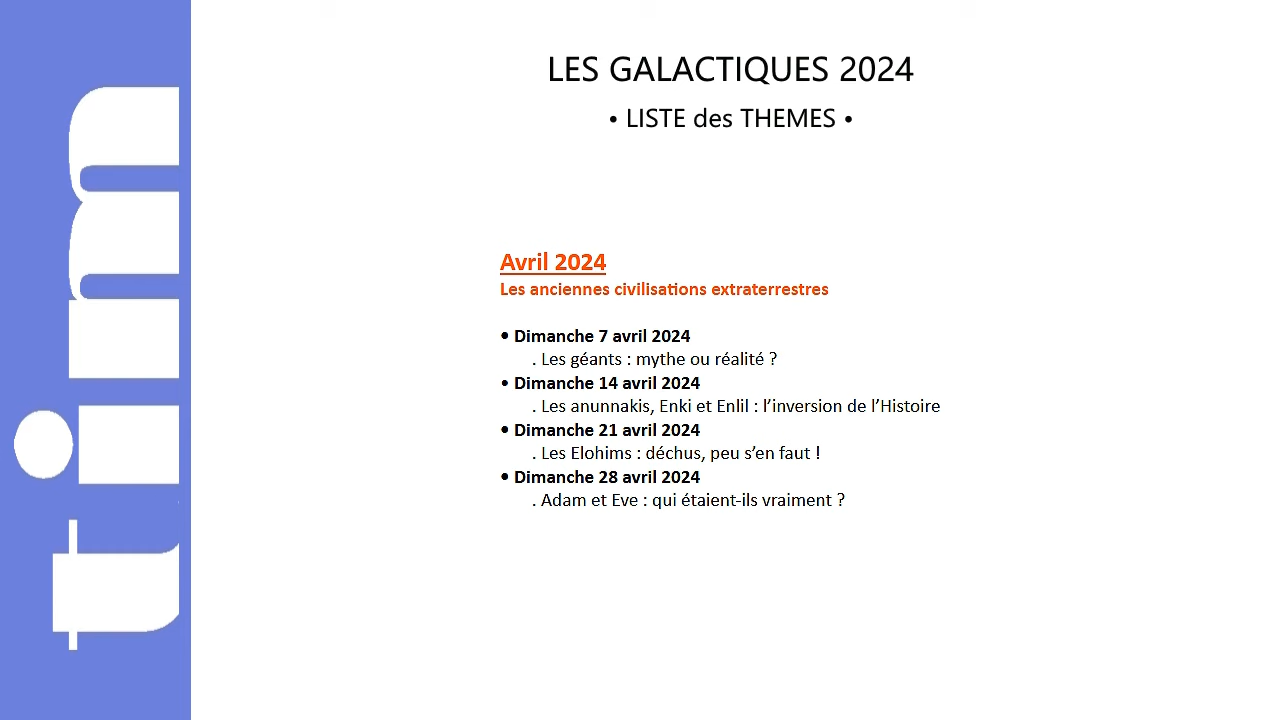 tim
LES GALACTIQUES 2024
• LISTE des THEMES •
Avril 2024
Les anciennes civilisations extraterrestres
• Dimanche 7 avril 2024
. Les géants : mythe ou réalité ?
• Dimanche 14 avril 2024
. Les anunnakis, Enki et Enlil : l’inversion de l’Histoire
• Dimanche 21 avril 2024
. Les Elohims : déchus, peu s’en faut !
• Dimanche 28 avril 2024
. Adam et Eve : qui étaient-ils vraiment ?